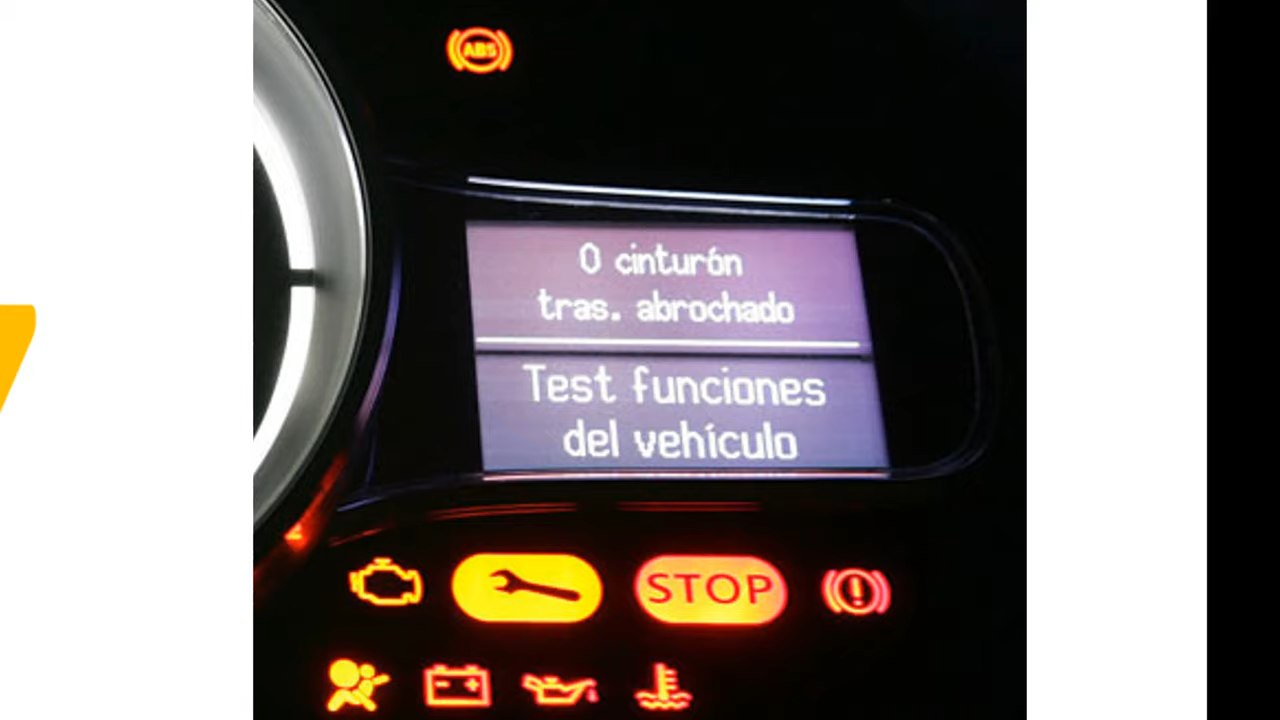 ABS
0 cinturón
tras. abrochado
Test funciones
del vehículo
STOP